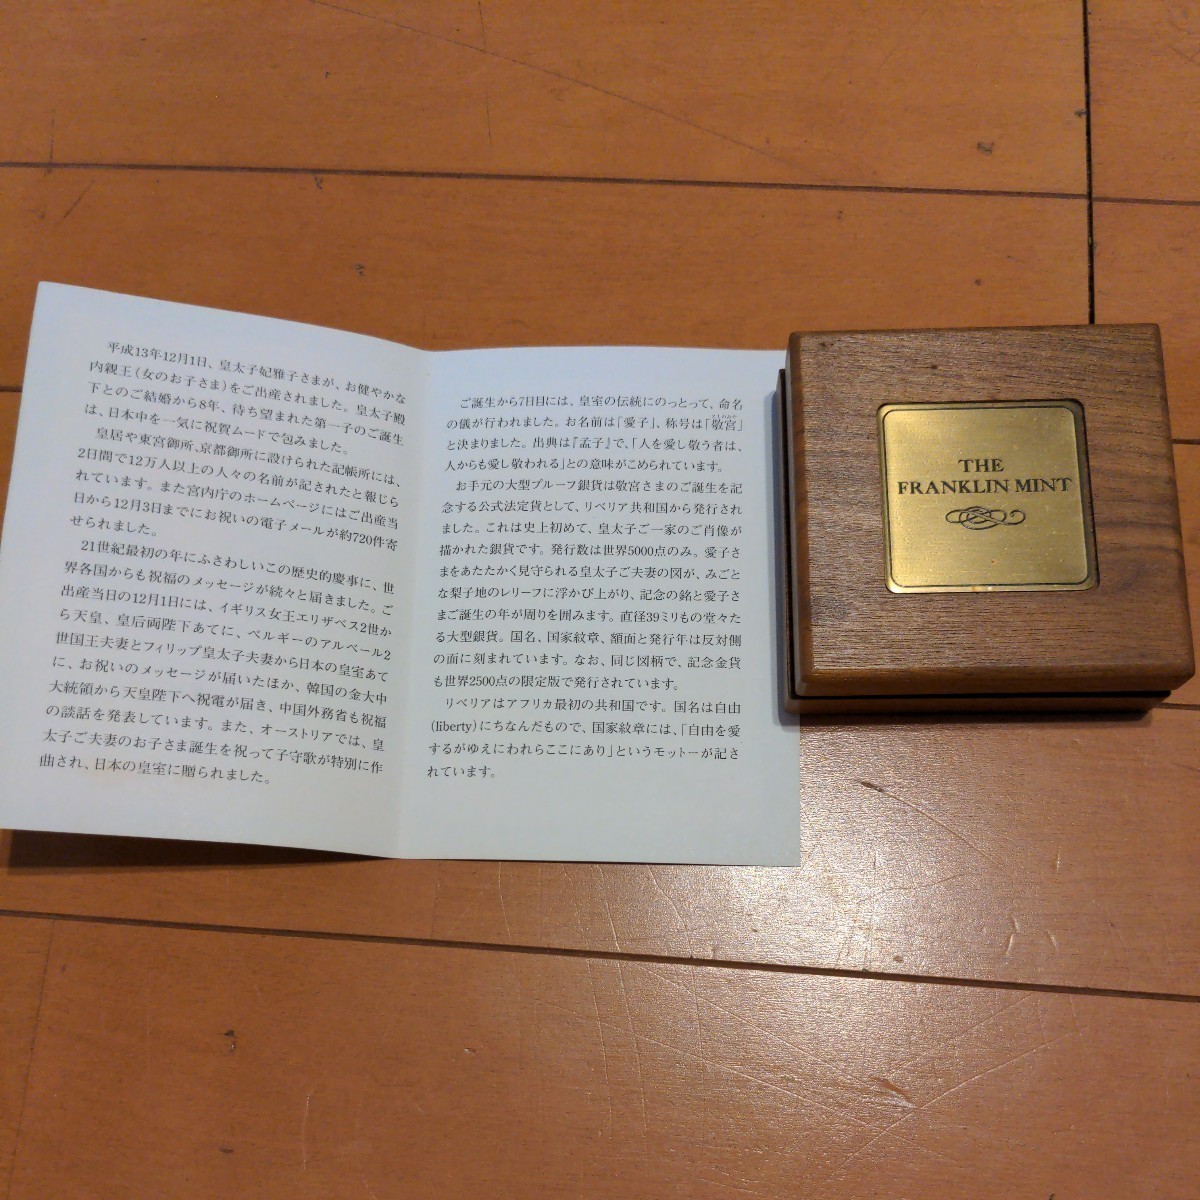 平成13年12月1日、皇太子妃雅子さまが、お健やかな
内親王(女のお子さま)をご出産されました。皇太子殿
下とのご結婚から8年、待ち望まれた第一子のご誕生
は、日本中を一気に祝賀ムードで包みました。
皇居や東宮御所、京都御所に設けられた記帳所には、
2日間で12万人以上の人々の名前が記されたと報じら
れています。また宮内庁のホームページにはご出産当
日から12月3日までにお祝いの電子メールが約720件寄
せられました。
21世紀最初の年にふさわしいこの歴史的慶事に、世
界各国からも祝福のメッセージが続々と届きました。ご
出産当日の12月1日には、イギリス女王エリザベス2世か
ら天皇、皇后両陛下あてに、ベルギーのアルベール2
世国王夫妻とフィリップ皇太子夫妻から日本の皇室あて
に、お祝いのメッセージが届いたほか、韓国の金大中
大統領から天皇陛下へ祝電が届き、中国外務省も祝福
の談話を発表しています。また、オーストリアでは、皇
太子ご夫妻のお子さま誕生を祝って子守歌が特別に作
曲され、日本の皇室に贈られました。
ご誕生から7日目には、皇室の伝統にのっとって、命名
の儀が行われました。お名前は「愛子」、称号は「敬宮」
としのみや
と決まりました。出典は『孟子』で、「人を愛し敬う者は、
人からも愛し敬われる」との意味がこめられています。
お手元の大型プルーフ銀貨は敬宮さまのご誕生を記
念する公式法定貨として、リベリア共和国から発行され
ました。これは史上初めて、皇太子ご一家のご肖像が
描かれた銀貨です。発行数は世界5000点のみ。愛子さ
まをあたたかく見守られる皇太子ご夫妻の図が、みごと
な梨子地のレリーフに浮かび上がり、記念の銘と愛子さ
まご誕生の年が周りを囲みます。直径39ミリもの堂々た
る大型銀貨。国名、国家紋章、額面と発行年は反対側
の面に刻まれています。なお、同じ図柄で、記念金貨
も世界2500点の限定版で発行されています。
リベリアはアフリカ最初の共和国です。国名は自由
(liberty)にちなんだもので、国家紋章には、「自由を愛
するがゆえにわれらここにあり」というモットーが記さ
れています。
THE
FRANKLIN MINT